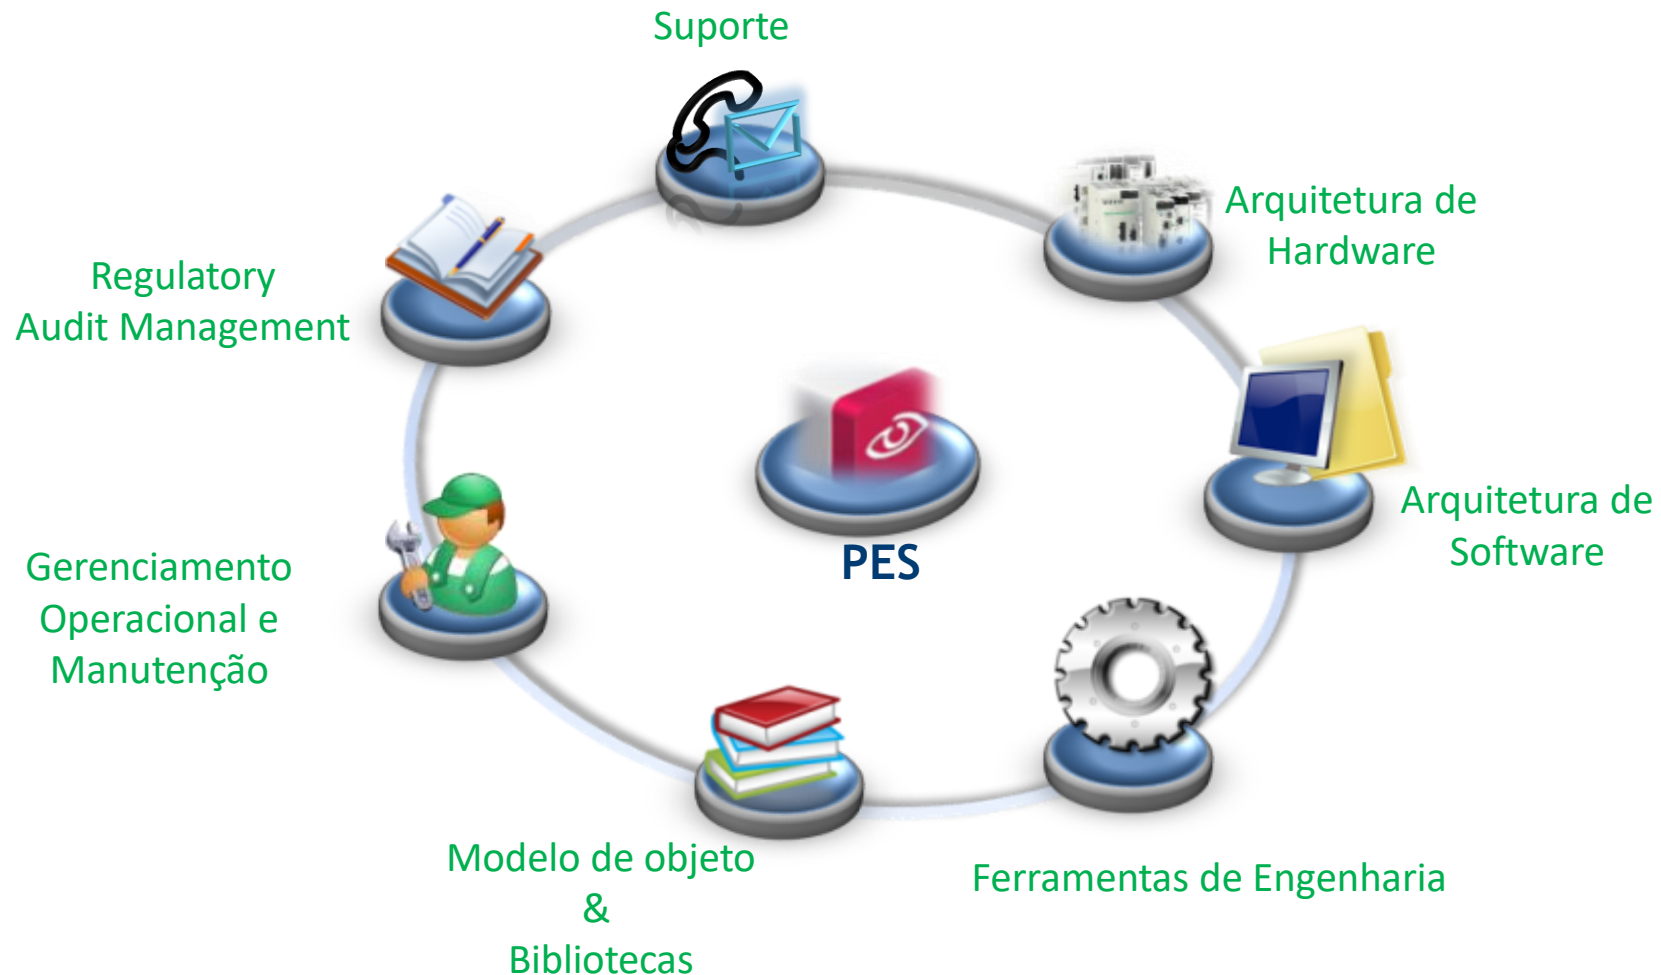 Suporte
Arquitetura de
Hardware
Regulatory
Audit Management
Arquitetura de
Software
PES
Gerenciamento
Operacional e
Manutenção
Modelo de objeto
&
Bibliotecas
Ferramentas de Engenharia